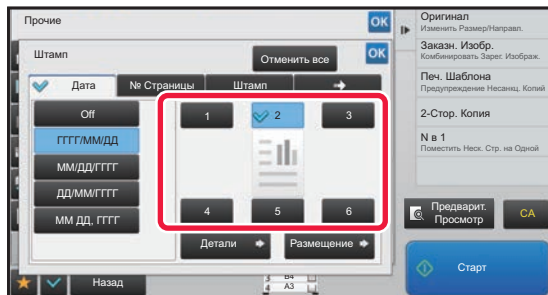 Прочие
OK
Штамп
Отменить все
OK
Дата
№ Страницы
Штамп
Off
ГГГГ/ММ/ДД
ММ/ДД/ГГГГ
ДД/ММ/ГГГГ
ММ ДД, ГГГГ
1
2
3
4
5
6
Детали
Размещение
Назад
3 B4
4 A3
Оригинал
Изменить Размер/Направл.
Заказн. Изобр.
Комбинировать Зарег. Изображ.
Печ. Шаблона
Предупреждение Несанкц. Копий
2-Стор. Копия
N в 1
Поместить Неск. Стр. на Одной
Предварит.
Просмотр
CA
Старт